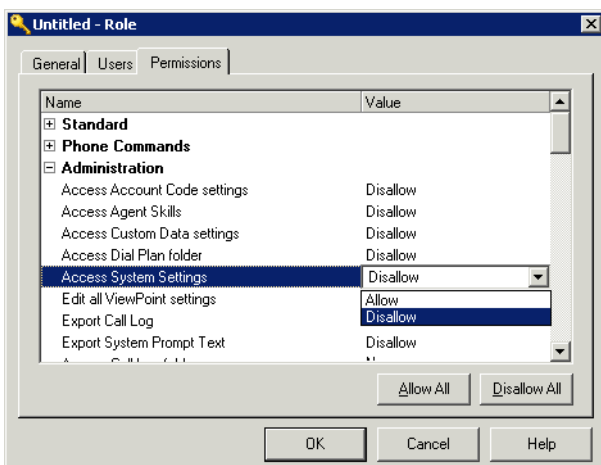 Untitled - Role
General Users Permissions
Name Value
Standard
Phone Commands
Administration
Access Account Code settings Disallow
Access Agent Skills Disallow
Access Custom Data settings Disallow
Access Dial Plan folder Disallow
Access System Settings Disallow
Edit all ViewPoint settings Allow
Export Call Log Disallow
Export System Prompt Text Disallow
Allow All Disallow All
OK Cancel Help